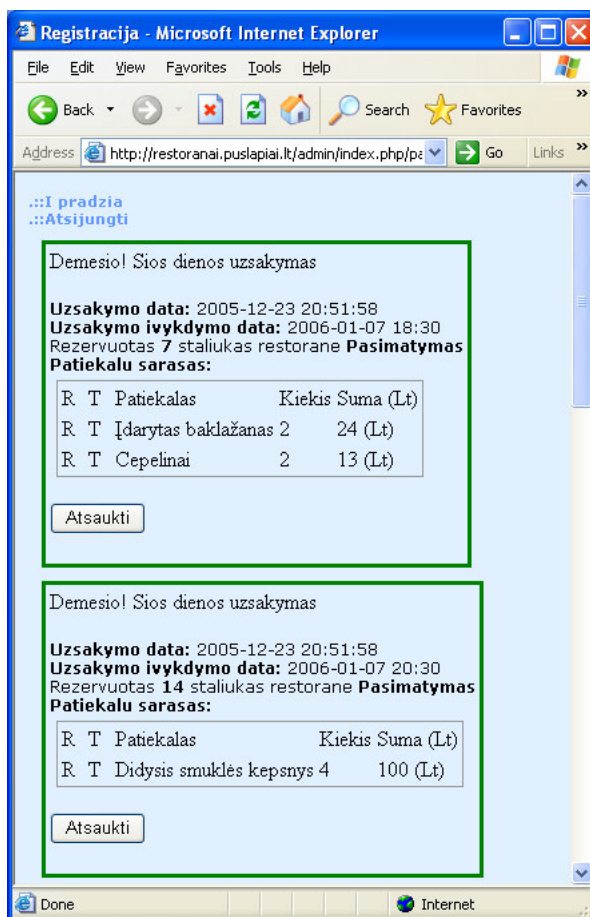 Registracija - Microsoft Internet Explorer
File Edit View Favorites Tools Help
Back Search Favorites
Address http://restoranai.puslapiai.lt/admin/index.php/pa Go Links
.::I pradzia
.::Atsijungti
Demesio! Sios dienos uzsakymas
Uzsakymo data: 2005-12-23 20:51:58
Uzsakymo ivykdymo data: 2006-01-07 18:30
Rezervuotas 7 staliukas restorane Pasimatymas
Patiekalu sarasas:
R T Patiekalas Kiekis Suma (Lt)
R T Įdarytas baklažanas 2 24 (Lt)
R T Cepelinai 2 13 (Lt)
Atsaukti
Demesio! Sios dienos uzsakymas
Uzsakymo data: 2005-12-23 20:51:58
Uzsakymo ivykdymo data: 2006-01-07 20:30
Rezervuotas 14 staliukas restorane Pasimatymas
Patiekalu sarasas:
R T Patiekalas Kiekis Suma (Lt)
R T Didysis smuklės kepsnys 4 100 (Lt)
Atsaukti
Done Internet